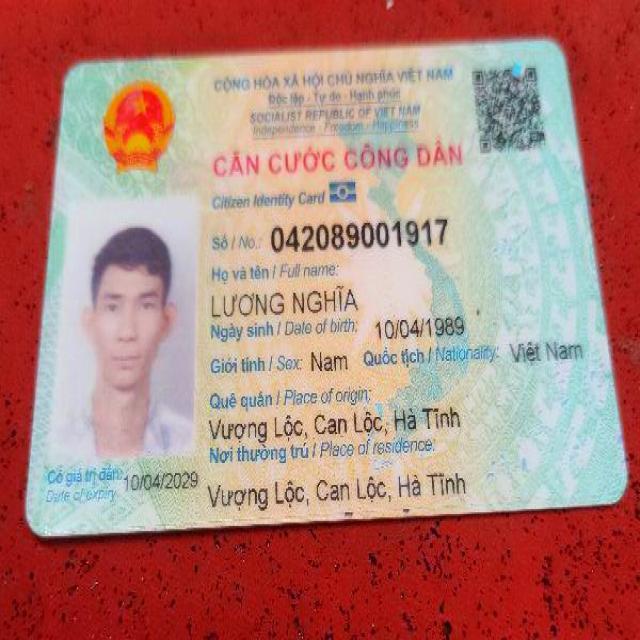 CỘNG HÒA XÃ HỘI CHỦ NGHĨA VIỆT NAM
Độc lập - Tự do - Hạnh phúc
SOCIALIST REPUBLIC OF VIET NAM
Independence - Freedom - Happiness
CĂN CƯỚC CÔNG DÂN
Citizen Identity Card
Số / No.: 042089001917
Họ và tên / Full name:
LƯƠNG NGHĨA
Ngày sinh / Date of birth: 10/04/1989
Giới tính / Sex: Nam Quốc tịch / Nationality: Việt Nam
Quê quán / Place of origin:
Vượng Lộc, Can Lộc, Hà Tĩnh
Nơi thường trú / Place of residence:
Vượng Lộc, Can Lộc, Hà Tĩnh
Có giá trị đến: 10/04/2029
Date of expiry